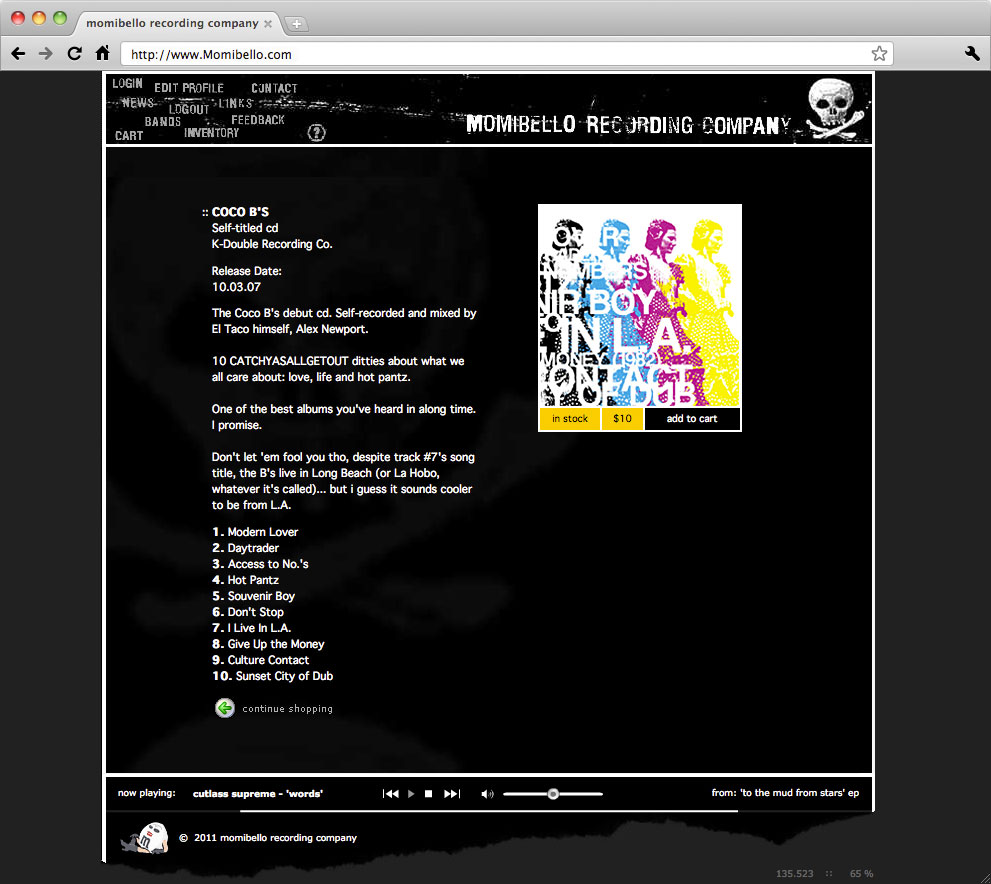 momibello recording company
http://www.Momibello.com
LOGIN EDIT PROFILE CONTACT
NEWS LOGOUT LINKS
BANDS FEEDBACK
CART INVENTORY ?
MOMIBELLO RECORDING COMPANY
:: COCO B'S
Self-titled cd
K-Double Recording Co.
Release Date:
10.03.07
The Coco B's debut cd. Self-recorded and mixed by
El Taco himself, Alex Newport.
10 CATCHYASALLGETOUT ditties about what we
all care about: love, life and hot pantz.
One of the best albums you've heard in along time.
I promise.
Don't let 'em fool you tho, despite track #7's song
title, the B's live in Long Beach (or La Hobo,
whatever it's called)... but i guess it sounds cooler
to be from L.A.
1. Modern Lover
2. Daytrader
3. Access to No.'s
4. Hot Pantz
5. Souvenir Boy
6. Don't Stop
7. I Live In L.A.
8. Give Up the Money
9. Culture Contact
10. Sunset City of Dub
continue shopping
NUMBERS
NIR BOY
IN L.A.
MONEY (1982)
CONTACT
Y OF DUB
in stock $10 add to cart
now playing: cutlass supreme - 'words' from: 'to the mud from stars' ep
m
© 2011 momibello recording company
135.523 :: 65 %